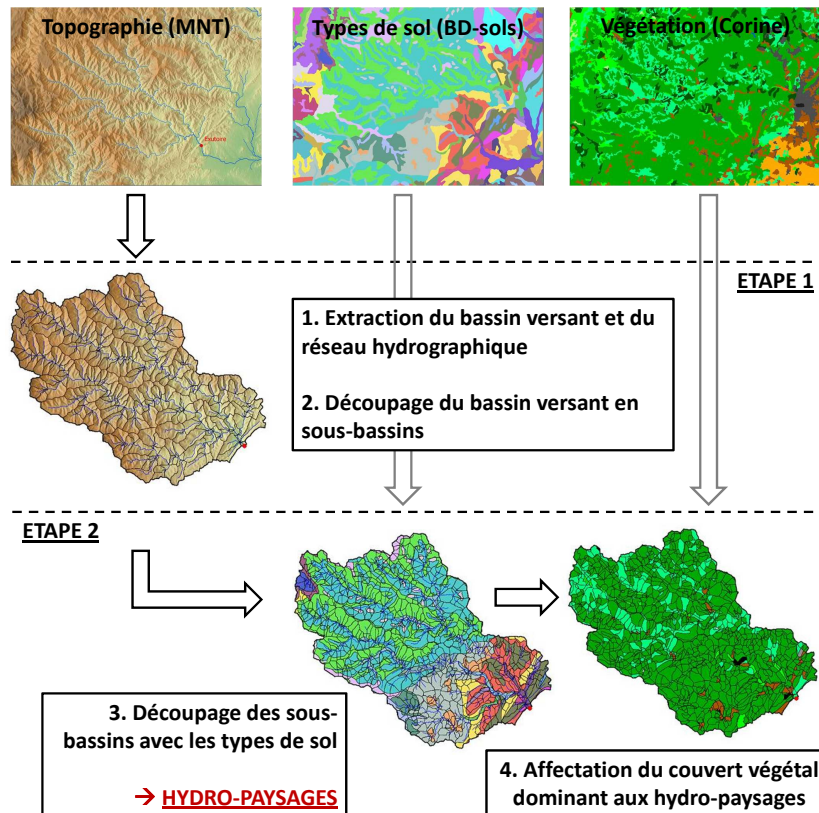 Topographie (MNT)
Types de sol (BD-sols)
Végétation (Corine)
ETAPE 1
1. Extraction du bassin versant et du
réseau hydrographique
2. Découpage du bassin versant en
sous-bassins
ETAPE 2
3. Découpage des sous-
bassins avec les types de sol
→ HYDRO-PAYSAGES
4. Affectation du couvert végétal
dominant aux hydro-paysages